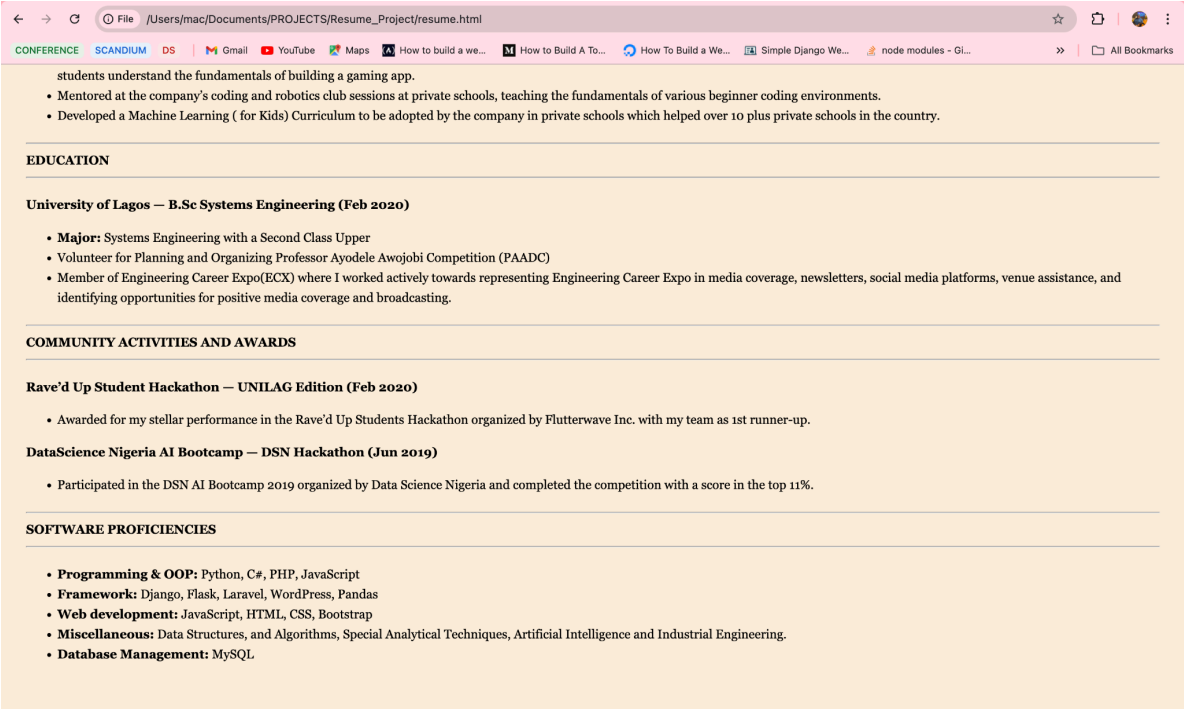 File /Users/mac/Documents/PROJECTS/Resume_Project/resume.html
CONFERENCE SCANDIUM DS Gmail YouTube Maps How to build a we... How to Build A To... How To Build a We... Simple Django We... node modules - Gi... » All Bookmarks
students understand the fundamentals of building a gaming app.
• Mentored at the company's coding and robotics club sessions at private schools, teaching the fundamentals of various beginner coding environments.
• Developed a Machine Learning ( for Kids) Curriculum to be adopted by the company in private schools which helped over 10 plus private schools in the country.
EDUCATION
University of Lagos — B.Sc Systems Engineering (Feb 2020)
• Major: Systems Engineering with a Second Class Upper
• Volunteer for Planning and Organizing Professor Ayodele Awojobi Competition (PAADC)
• Member of Engineering Career Expo(ECX) where I worked actively towards representing Engineering Career Expo in media coverage, newsletters, social media platforms, venue assistance, and
identifying opportunities for positive media coverage and broadcasting.
COMMUNITY ACTIVITIES AND AWARDS
Rave'd Up Student Hackathon — UNILAG Edition (Feb 2020)
• Awarded for my stellar performance in the Rave'd Up Students Hackathon organized by Flutterwave Inc. with my team as 1st runner-up.
DataScience Nigeria AI Bootcamp — DSN Hackathon (Jun 2019)
• Participated in the DSN AI Bootcamp 2019 organized by Data Science Nigeria and completed the competition with a score in the top 11%.
SOFTWARE PROFICIENCIES
• Programming & OOP: Python, C#, PHP, JavaScript
• Framework: Django, Flask, Laravel, WordPress, Pandas
• Web development: JavaScript, HTML, CSS, Bootstrap
• Miscellaneous: Data Structures, and Algorithms, Special Analytical Techniques, Artificial Intelligence and Industrial Engineering.
• Database Management: MySQL